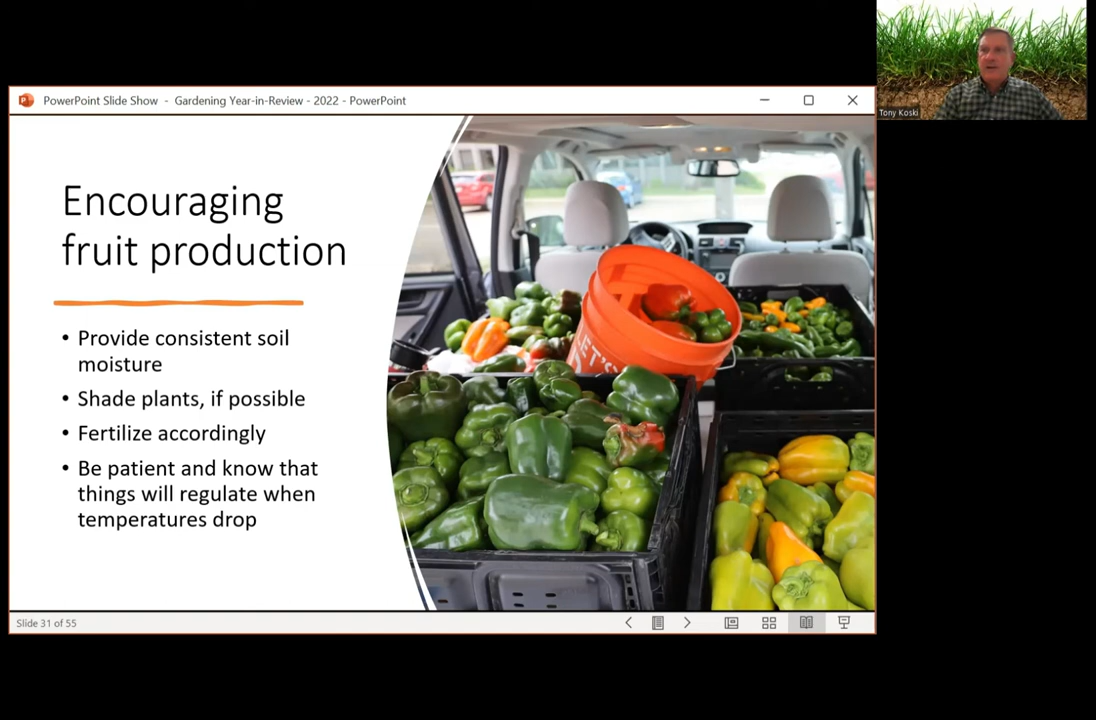 PowerPoint Slide Show - Gardening Year-in-Review - 2022 - PowerPoint
Tony Koski
Encouraging
fruit production
• Provide consistent soil
moisture
• Shade plants, if possible
• Fertilize accordingly
• Be patient and know that
things will regulate when
temperatures drop
LET'S
Slide 31 of 55